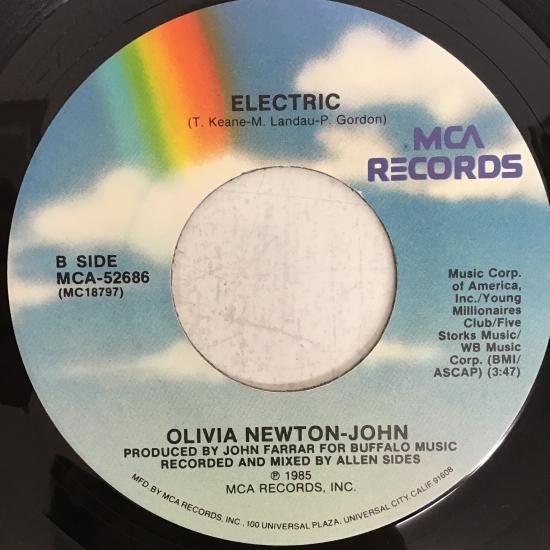 ELECTRIC
(T. Keane-M. Landau-P. Gordon)
MCA
RECORDS
B SIDE
MCA-52686
(MC18797)
Music Corp.
of America,
Inc./Young
Millionaires
Club/Five
Storks Music/
WB Music
Corp. (BMI/
ASCAP) (3:47)
OLIVIA NEWTON-JOHN
PRODUCED BY JOHN FARRAR FOR BUFFALO MUSIC
RECORDED AND MIXED BY ALLEN SIDES
℗ 1985
MCA RECORDS, INC.
MFD. BY MCA RECORDS, INC., 100 UNIVERSAL PLAZA, UNIVERSAL CITY, CALIF. 91608